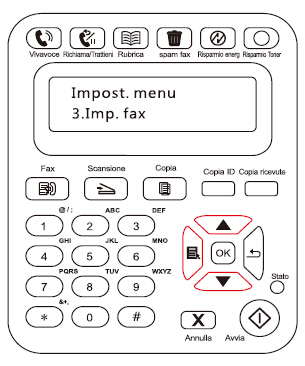 Vivavoce Richiama/Trattieni Rubrica spam fax Risparmio energ Risparmio Toner
Impost. menu
3.Imp. fax
Fax Scansione Copia Copia ID Copia ricevute
@/: ABC DEF
1 2 3
GHI JKL MNO
4 5 6 OK
PQRS TUV WXYZ
7 8 9 Stato
&+,
* 0 # X
Annulla Avvia